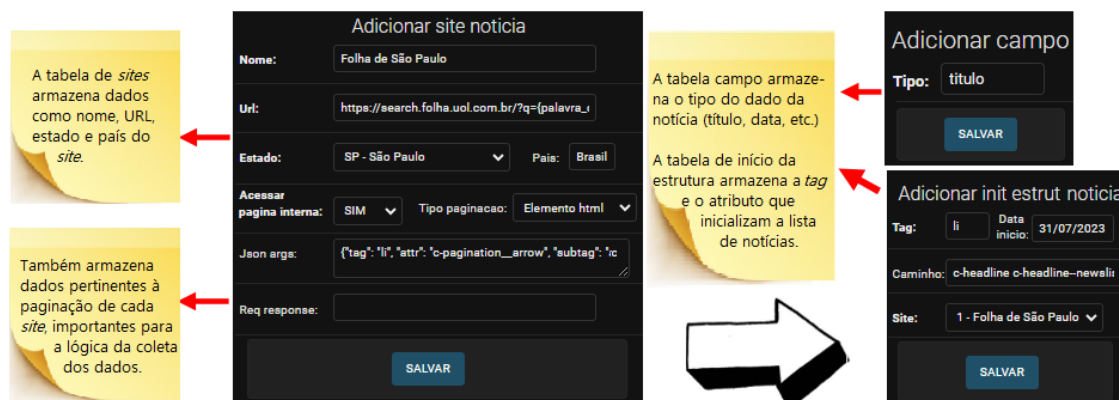 A tabela de sites
armazena dados
como nome, URL,
estado e país do
site.
Também armazena
dados pertinentes à
paginação de cada
site, importantes para
a lógica da coleta
dos dados.
Adicionar site noticia
Nome: Folha de São Paulo
Url: https://search.folha.uol.com.br/?q={palavra_
Estado: SP - São Paulo Pais: Brasil
Acessar
pagina interna: SIM Tipo paginacao: Elemento html
Json args: {"tag": "li", "attr": "c-pagination__arrow", "subtag":
Req response:
SALVAR
A tabela campo armaze-
na o tipo do dado da
notícia (título, data, etc.)
A tabela de início da
estrutura armazena a tag
e o atributo que
inicializam a lista
de notícias.
Adicionar campo
Tipo: titulo
SALVAR
Adicionar init estrut noticia
Tag: li Data
inicio: 31/07/2023
Caminho: c-headline c-headline--newsli
Site: 1 - Folha de São Paulo
SALVAR